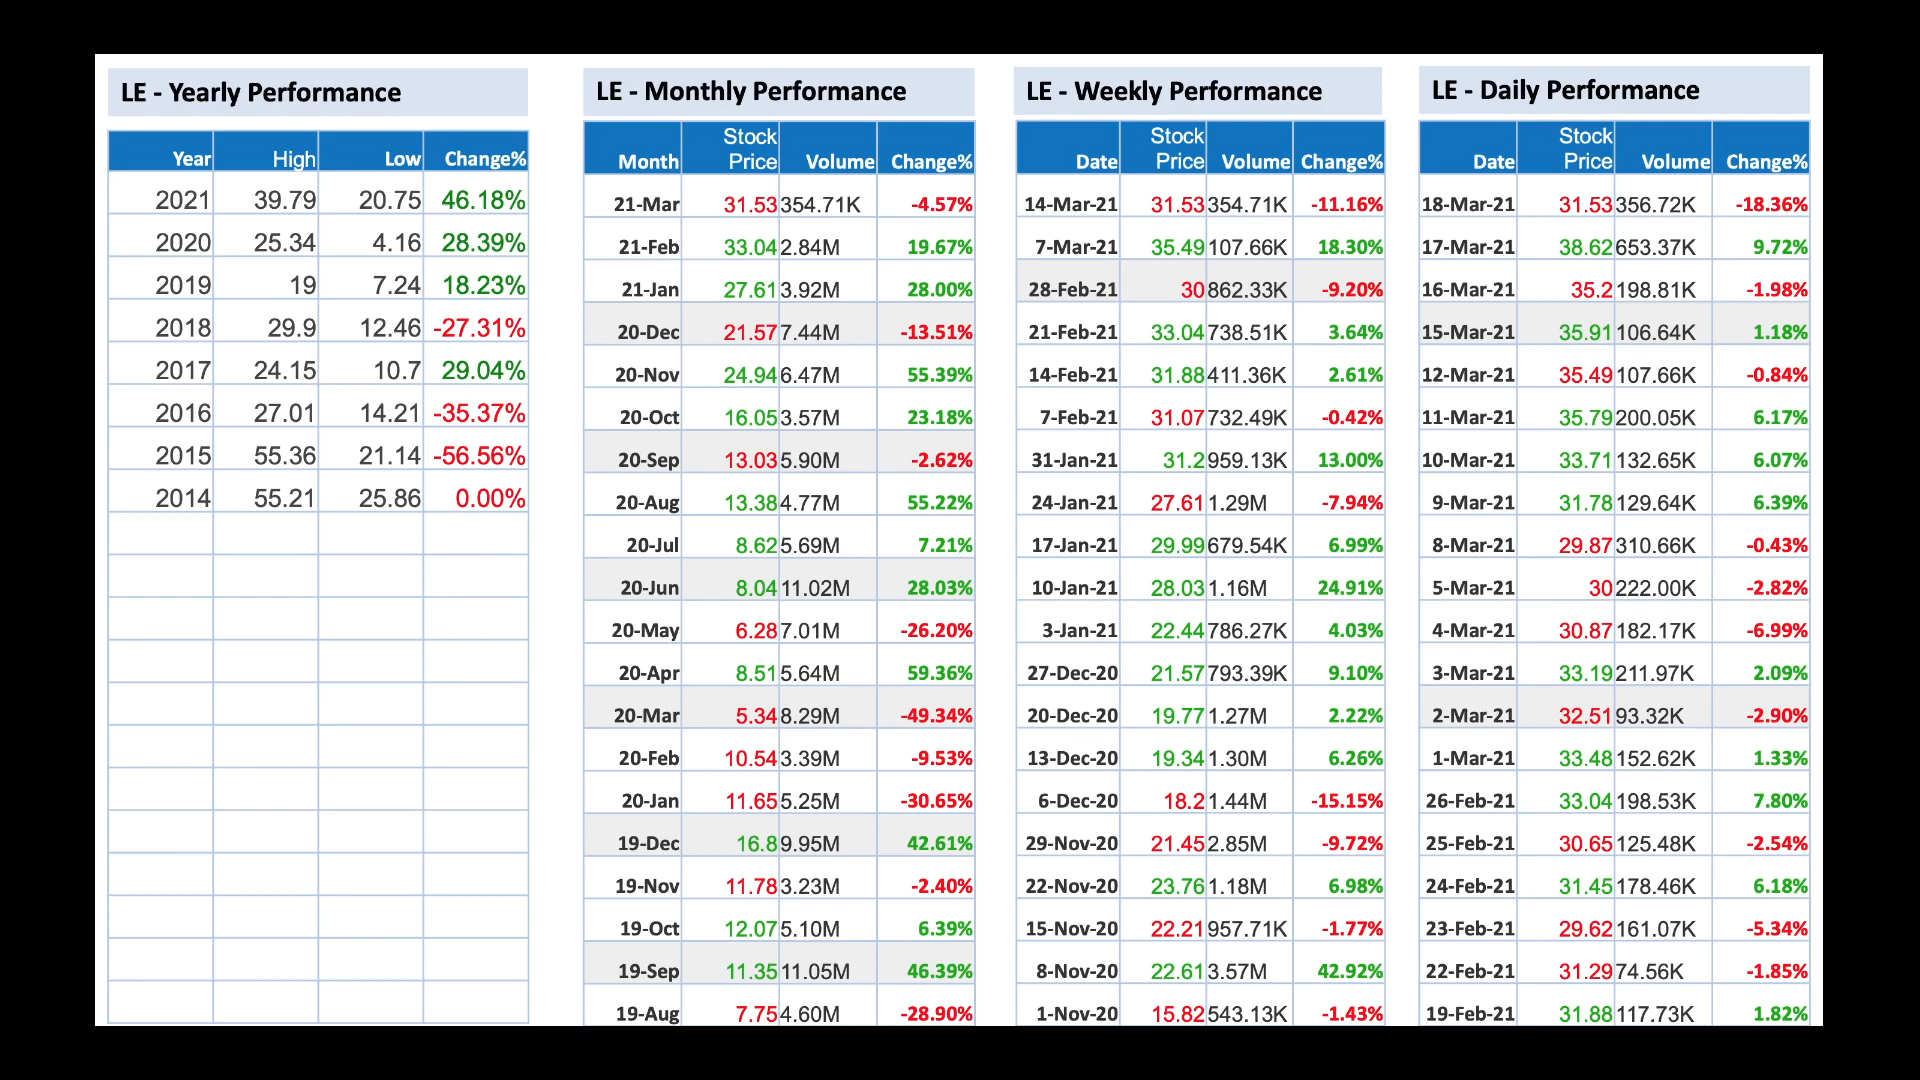 LE - Yearly Performance
Year High Low Change%
2021 39.79 20.75 46.18%
2020 25.34 4.16 28.39%
2019 19 7.24 18.23%
2018 29.9 12.46 -27.31%
2017 24.15 10.7 29.04%
2016 27.01 14.21 -35.37%
2015 55.36 21.14 -56.56%
2014 55.21 25.86 0.00%
LE - Monthly Performance
Month Stock Price Volume Change%
21-Mar 31.53 354.71K -4.57%
21-Feb 33.04 2.84M 19.67%
21-Jan 27.61 3.92M 28.00%
20-Dec 21.57 7.44M -13.51%
20-Nov 24.94 6.47M 55.39%
20-Oct 16.05 3.57M 23.18%
20-Sep 13.03 5.90M -2.62%
20-Aug 13.38 4.77M 55.22%
20-Jul 8.62 5.69M 7.21%
20-Jun 8.04 11.02M 28.03%
20-May 6.28 7.01M -26.20%
20-Apr 8.51 5.64M 59.36%
20-Mar 5.34 8.29M -49.34%
20-Feb 10.54 3.39M -9.53%
20-Jan 11.65 5.25M -30.65%
19-Dec 16.8 9.95M 42.61%
19-Nov 11.78 3.23M -2.40%
19-Oct 12.07 5.10M 6.39%
19-Sep 11.35 11.05M 46.39%
19-Aug 7.75 4.60M -28.90%
LE - Weekly Performance
Date Stock Price Volume Change%
14-Mar-21 31.53 354.71K -11.16%
7-Mar-21 35.49 107.66K 18.30%
28-Feb-21 30 862.33K -9.20%
21-Feb-21 33.04 738.51K 3.64%
14-Feb-21 31.88 411.36K 2.61%
7-Feb-21 31.07 732.49K -0.42%
31-Jan-21 31.2 959.13K 13.00%
24-Jan-21 27.61 1.29M -7.94%
17-Jan-21 29.99 679.54K 6.99%
10-Jan-21 28.03 1.16M 24.91%
3-Jan-21 22.44 786.27K 4.03%
27-Dec-20 21.57 793.39K 9.10%
20-Dec-20 19.77 1.27M 2.22%
13-Dec-20 19.34 1.30M 6.26%
6-Dec-20 18.2 1.44M -15.15%
29-Nov-20 21.45 2.85M -9.72%
22-Nov-20 23.76 1.18M 6.98%
15-Nov-20 22.21 957.71K -1.77%
8-Nov-20 22.61 3.57M 42.92%
1-Nov-20 15.82 543.13K -1.43%
LE - Daily Performance
Date Stock Price Volume Change%
18-Mar-21 31.53 356.72K -18.36%
17-Mar-21 38.62 653.37K 9.72%
16-Mar-21 35.2 198.81K -1.98%
15-Mar-21 35.91 106.64K 1.18%
12-Mar-21 35.49 107.66K -0.84%
11-Mar-21 35.79 200.05K 6.17%
10-Mar-21 33.71 132.65K 6.07%
9-Mar-21 31.78 129.64K 6.39%
8-Mar-21 29.87 310.66K -0.43%
5-Mar-21 30 222.00K -2.82%
4-Mar-21 30.87 182.17K -6.99%
3-Mar-21 33.19 211.97K 2.09%
2-Mar-21 32.51 93.32K -2.90%
1-Mar-21 33.48 152.62K 1.33%
26-Feb-21 33.04 198.53K 7.80%
25-Feb-21 30.65 125.48K -2.54%
24-Feb-21 31.45 178.46K 6.18%
23-Feb-21 29.62 161.07K -5.34%
22-Feb-21 31.29 74.56K -1.85%
19-Feb-21 31.88 117.73K 1.82%